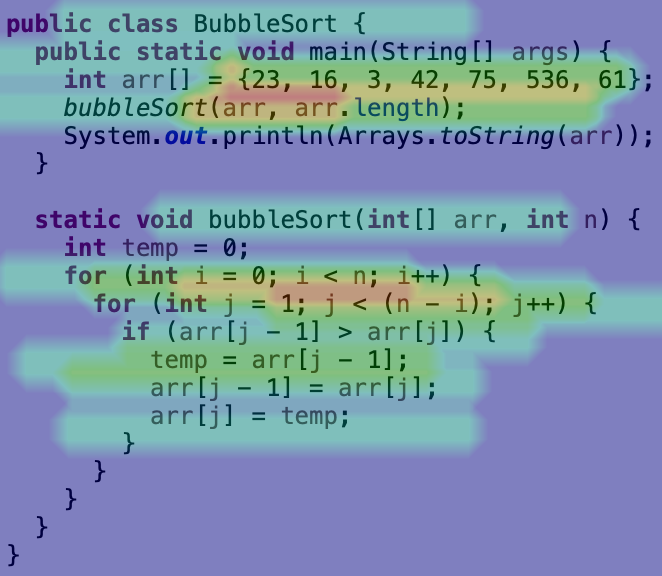 public class BubbleSort {
public static void main(String[] args) {
int arr[] = {23, 16, 3, 42, 75, 536, 61};
bubbleSort(arr, arr.length);
System.out.println(Arrays.toString(arr));
}
static void bubbleSort(int[] arr, int n) {
int temp = 0;
for (int i = 0; i < n; i++) {
for (int j = 1; j < (n - i); j++) {
if (arr[j - 1] > arr[j]) {
temp = arr[j - 1];
arr[j - 1] = arr[j];
arr[j] = temp;
}
}
}
}
}